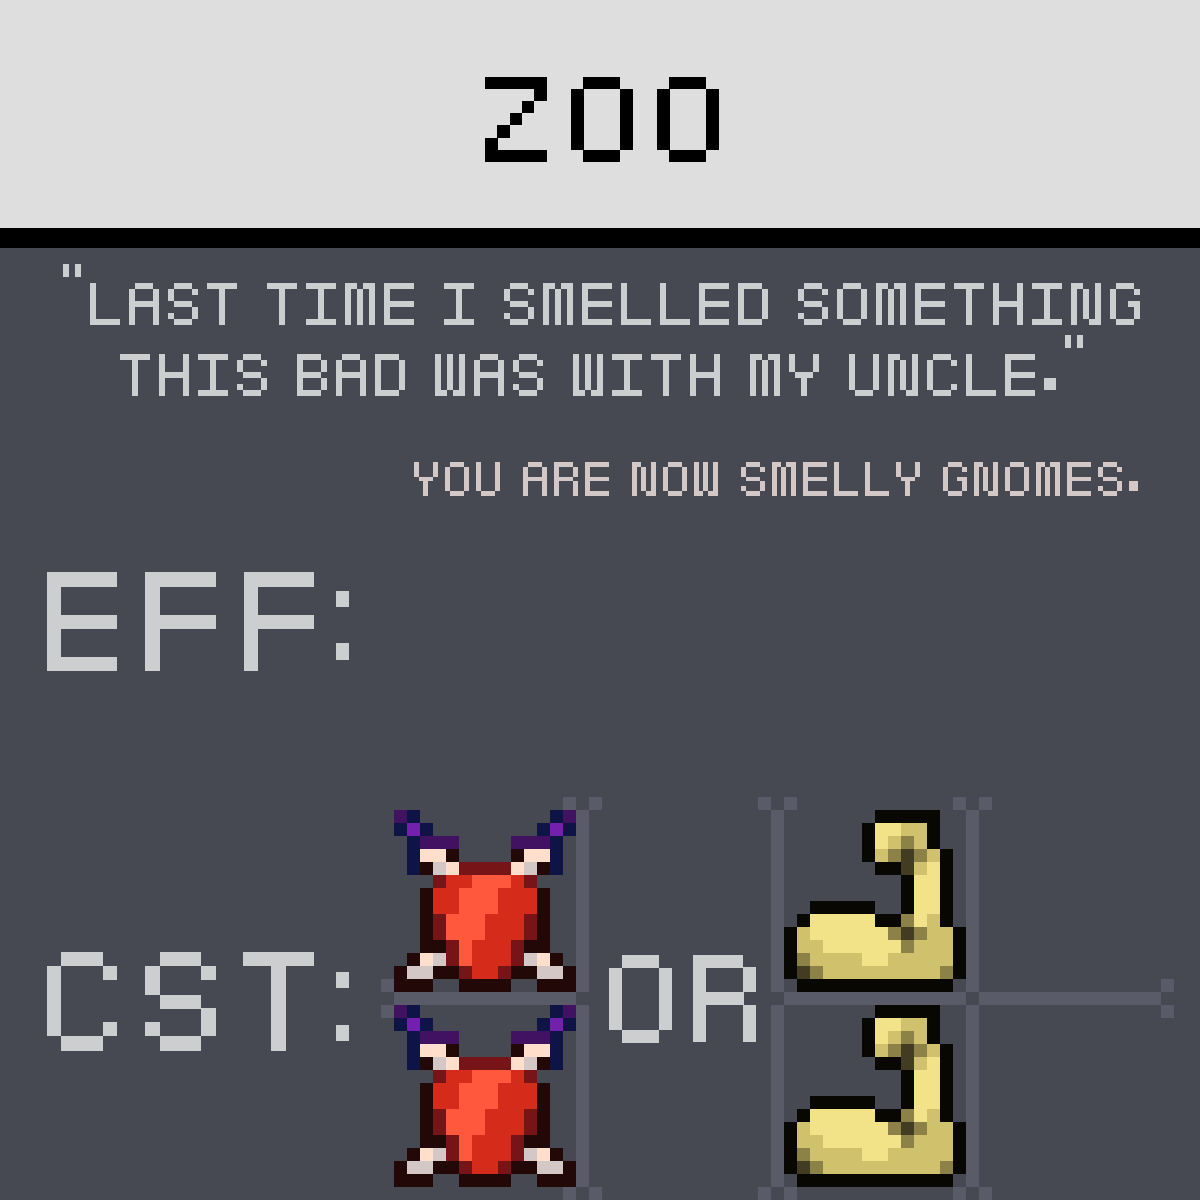 ZOO
"LAST TIME I SMELLED SOMETHING
THIS BAD WAS WITH MY UNCLE."
YOU ARE NOW SMELLY GNOMES.
EFF:
CST: OR